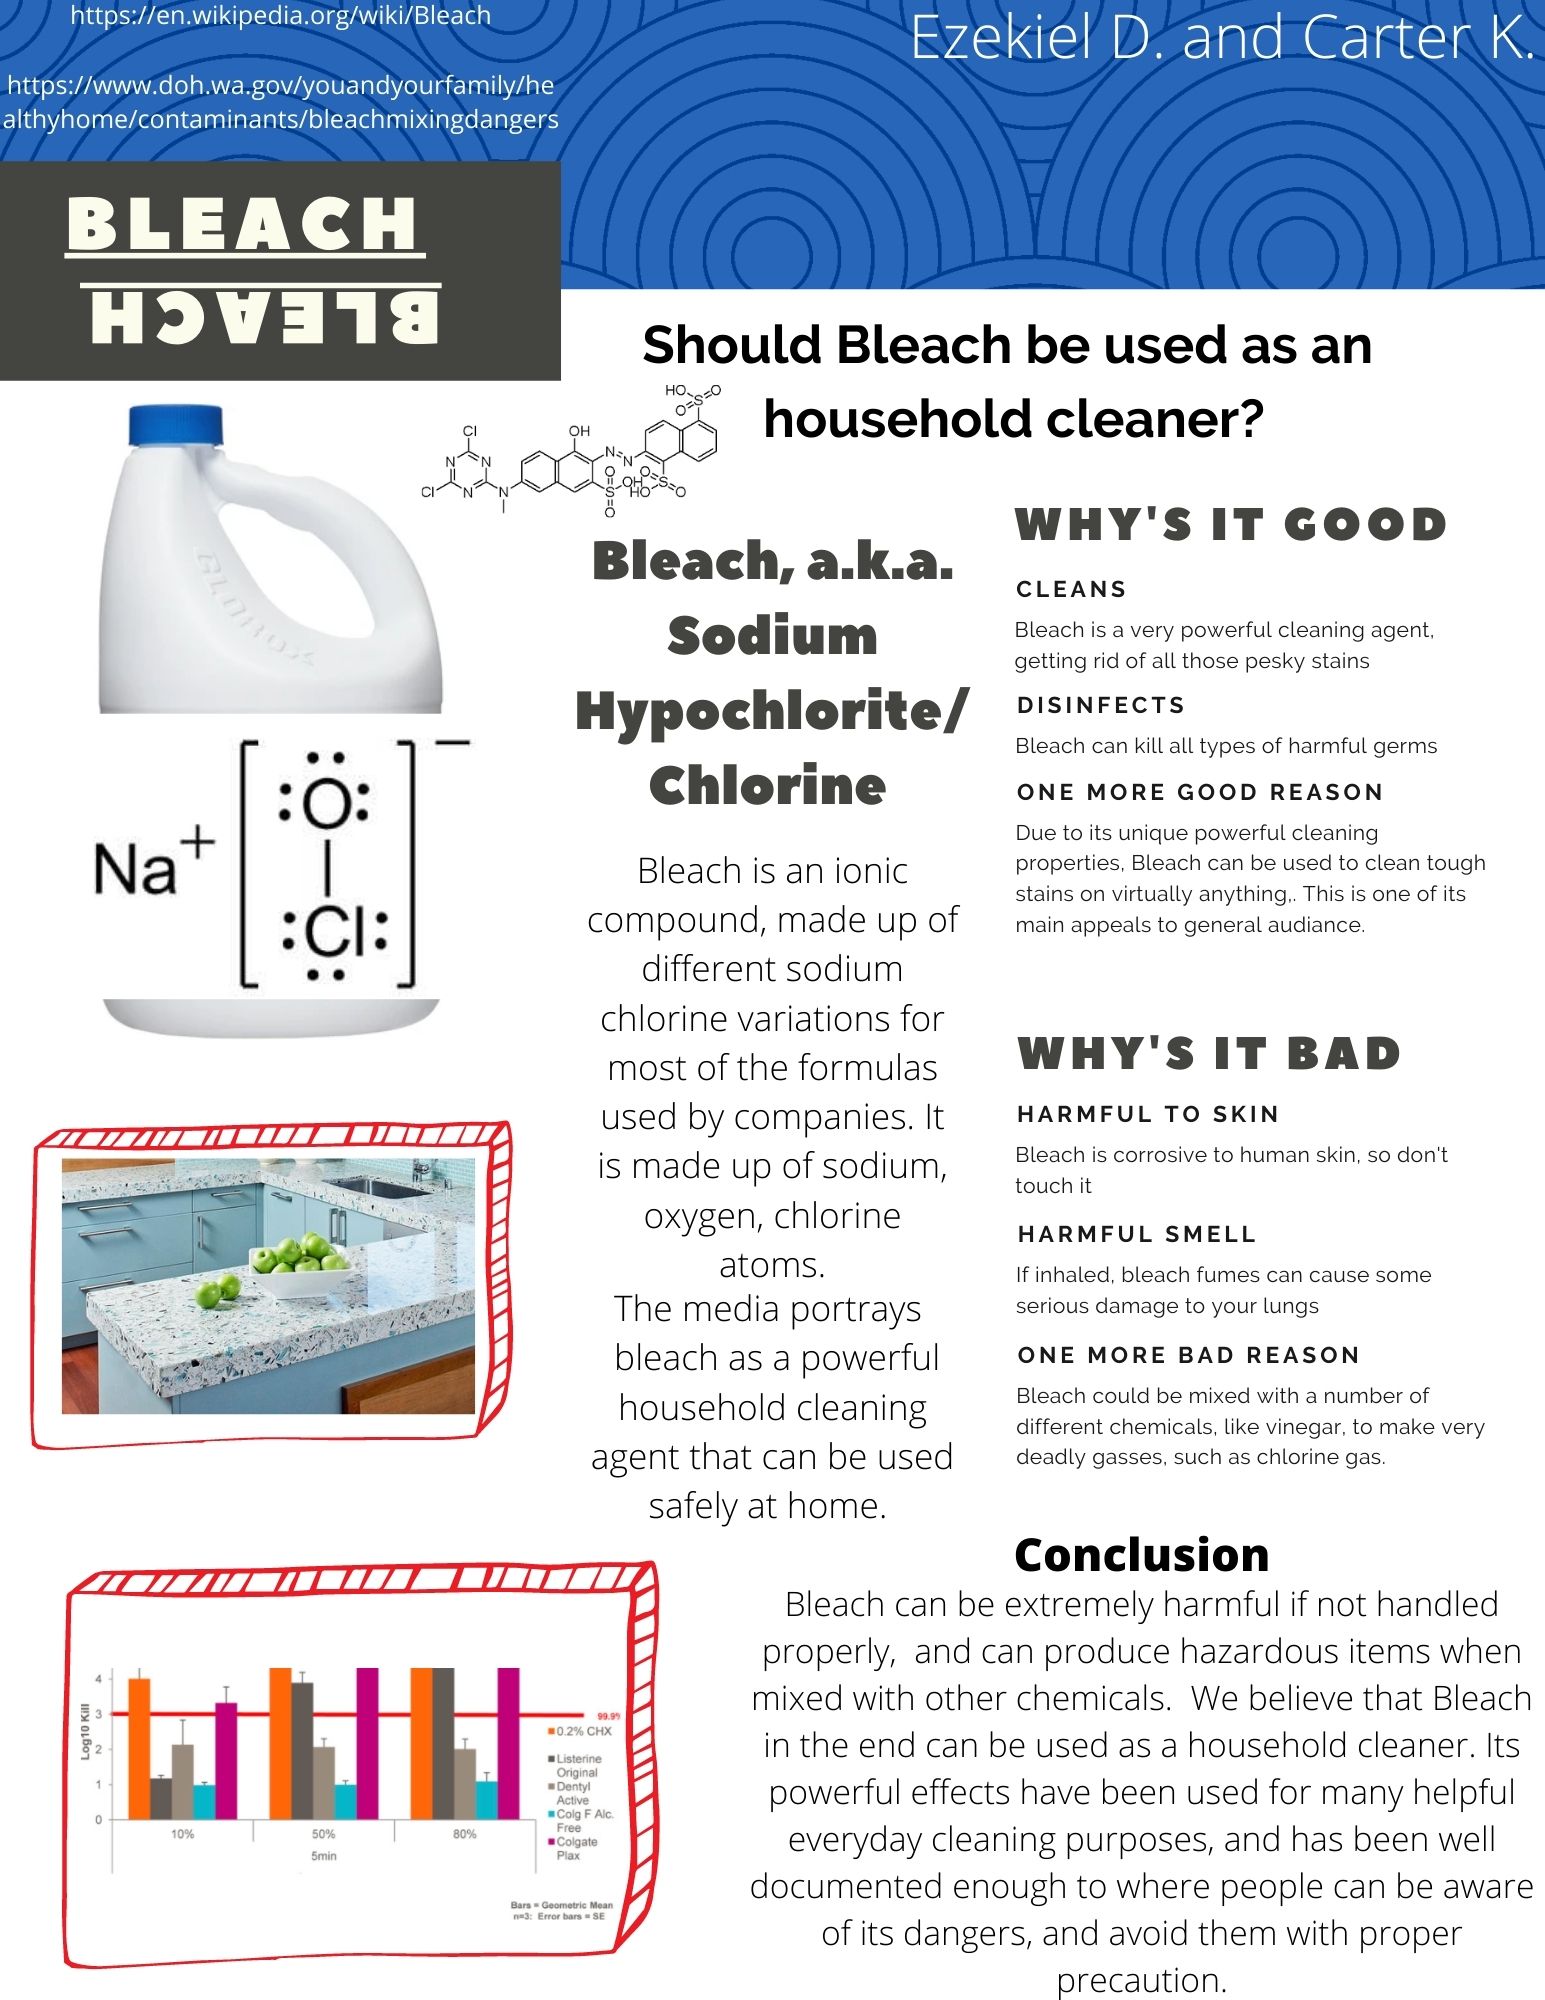 https://en.wikipedia.org/wiki/Bleach
https://www.doh.wa.gov/youandyourfamily/he
althyhome/contaminants/bleachmixingdangers
Ezekiel D. and Carter K.
BLEACH
BLEACH
Should Bleach be used as an
household cleaner?
HO
S
O
O
Cl
OH
N
N
N
N
Cl
N
N
O
S
OH
O
O
S
O
HO
CLOROX
Bleach, a.k.a.
Sodium
Hypochlorite/
Chlorine
Na+
O
Cl
−
Bleach is an ionic
compound, made up of
different sodium
chlorine variations for
most of the formulas
used by companies. It
is made up of sodium,
oxygen, chlorine
atoms.
The media portrays
bleach as a powerful
household cleaning
agent that can be used
safely at home.
WHY'S IT GOOD
CLEANS
Bleach is a very powerful cleaning agent,
getting rid of all those pesky stains
DISINFECTS
Bleach can kill all types of harmful germs
ONE MORE GOOD REASON
Due to its unique powerful cleaning
properties, Bleach can be used to clean tough
stains on virtually anything,. This is one of its
main appeals to general audiance.
WHY'S IT BAD
HARMFUL TO SKIN
Bleach is corrosive to human skin, so don't
touch it
HARMFUL SMELL
If inhaled, bleach fumes can cause some
serious damage to your lungs
ONE MORE BAD REASON
Bleach could be mixed with a number of
different chemicals, like vinegar, to make very
deadly gasses, such as chlorine gas.
Log10 Kill
4
3
2
1
0
10%
50%
80%
5min
99.9%
0.2% CHX
Listerine
Original
Dentyl
Active
Colg F Alc.
Free
Colgate
Plax
Bars = Geometric Mean
n=3: Error bars = SE
Conclusion
Bleach can be extremely harmful if not handled
properly,  and can produce hazardous items when
mixed with other chemicals.  We believe that Bleach
in the end can be used as a household cleaner. Its
powerful effects have been used for many helpful
everyday cleaning purposes, and has been well
documented enough to where people can be aware
of its dangers, and avoid them with proper
precaution.